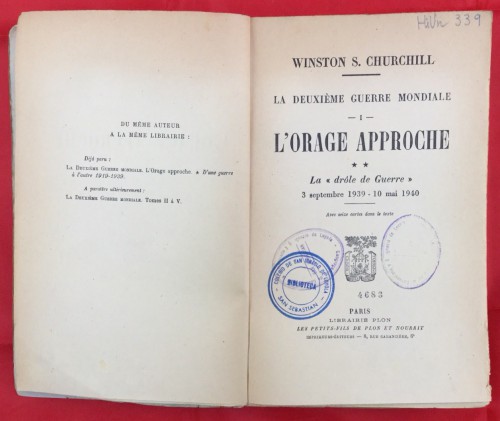 DU MÊME AUTEUR
A LA MÊME LIBRAIRIE :
Déjà paru :
LA DEUXIÈME GUERRE MONDIALE. L'Orage approche. * D'une guerre
à l'autre 1919-1939.
A paraître ultérieurement :
LA DEUXIÈME GUERRE MONDIALE. Tomes II à V.
339
WINSTON S. CHURCHILL
LA DEUXIÈME GUERRE MONDIALE
— I —
L'ORAGE APPROCHE
* *
La « drôle de Guerre »
3 septembre 1939 - 10 mai 1940
Avec seize cartes dans le texte
BIBLIOTECA
SAN SEBASTIAN
4683
PARIS
LIBRAIRIE PLON
LES PETITS-FILS DE PLON ET NOURRIT
IMPRIMEURS-ÉDITEURS — 8, RUE GARANCIÈRE, 6e